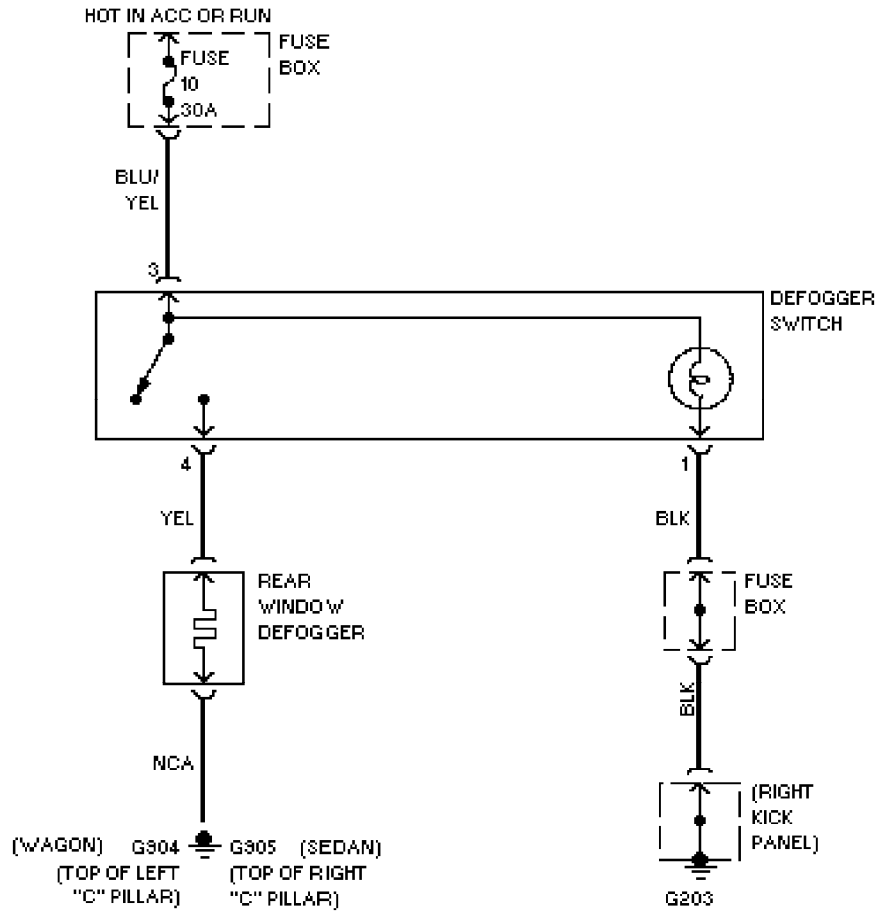 HOT IN ACC OR RUN
FUSE
BOX
FUSE
10
30A
BLU/
YEL
3
DEFOGGER
SWITCH
4
1
YEL
BLK
REAR
WINDOW
DEFOGGER
FUSE
BOX
BLK
NCA
(RIGHT
KICK
PANEL)
(WAGON) G904 G905 (SEDAN)
(TOP OF LEFT
"C" PILLAR)
(TOP OF RIGHT
"C" PILLAR)
G203